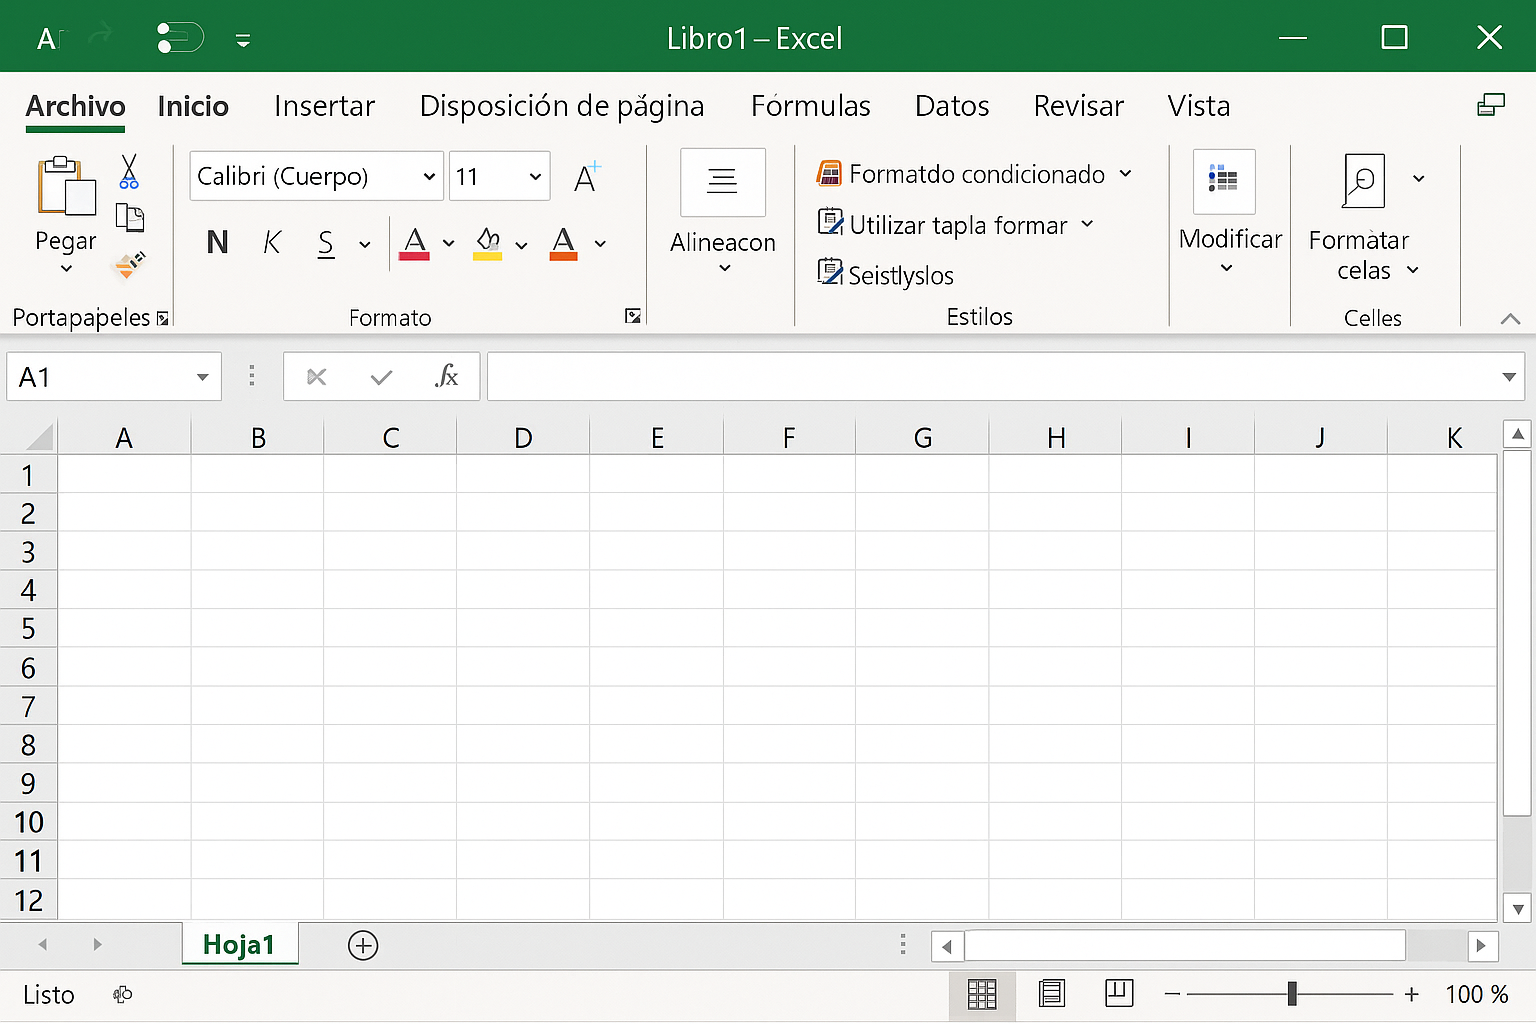 A
Libro1 – Excel
Archivo Inicio Insertar Disposición de página Fórmulas Datos Revisar Vista
Calibri (Cuerpo) 11 A
Formatdo condicionado
Utilizar tapla formar
Pegar N K S A A Alineacon Modificar Formatar
celas
Seistlyslos
Portapapeles Formato Estilos Celles
A1 fx
A B C D E F G H I J K
1
2
3
4
5
6
7
8
9
10
11
12
Hoja1
Listo 100 %